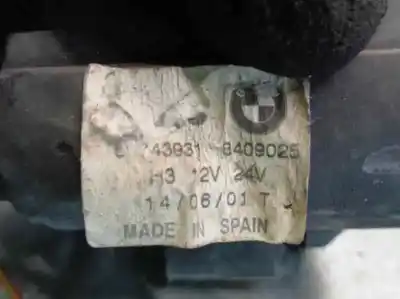 43931 8409025
H3 12V 24V
14/06/01 T
MADE IN SPAIN